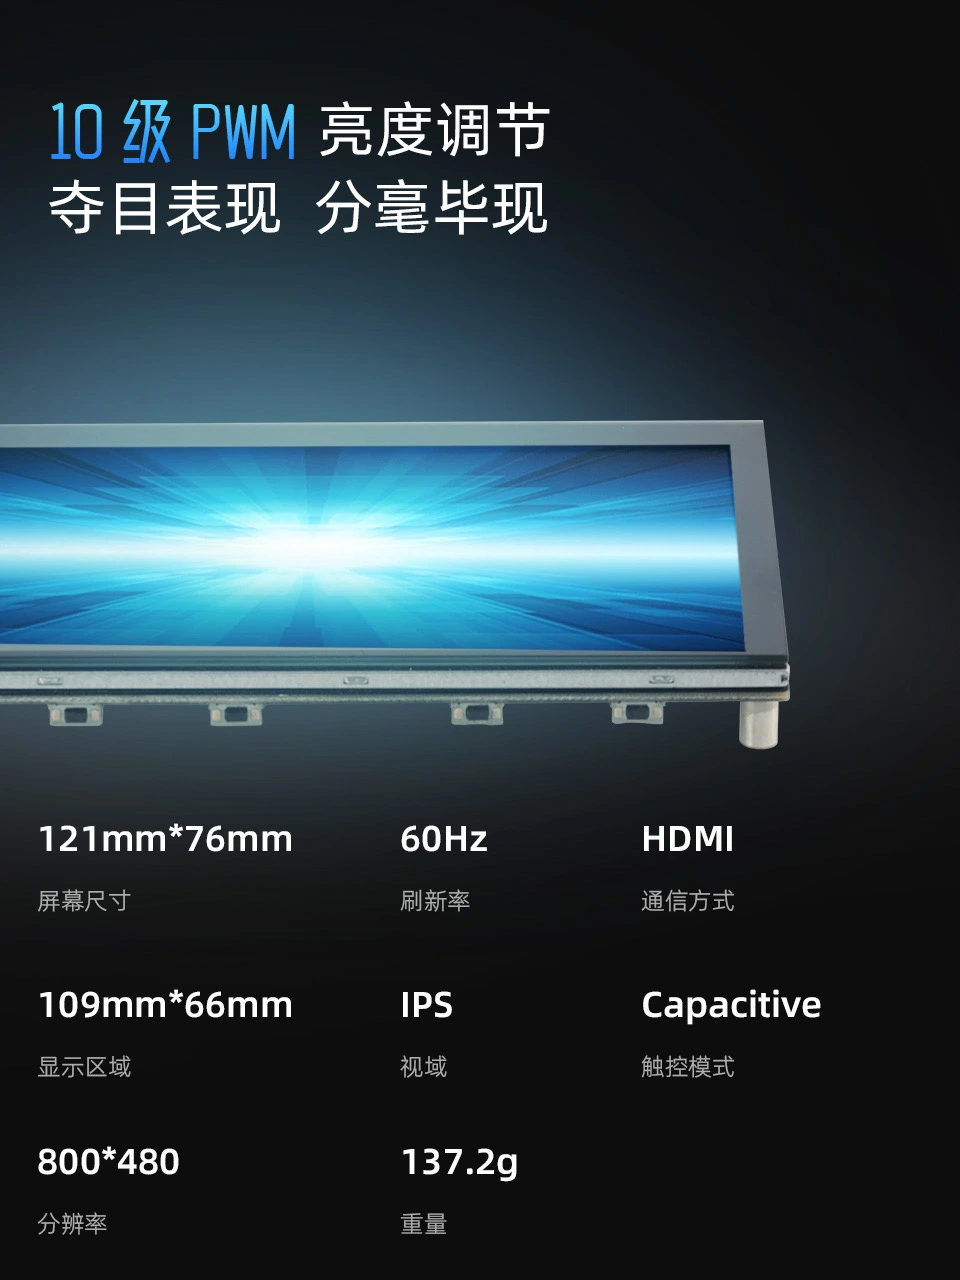 10 级 PWM 亮度调节
夺目表现 分毫毕现
121mm*76mm
屏幕尺寸
60Hz
刷新率
HDMI
通信方式
109mm*66mm
显示区域
IPS
视域
Capacitive
触控模式
800*480
分辨率
137.2g
重量